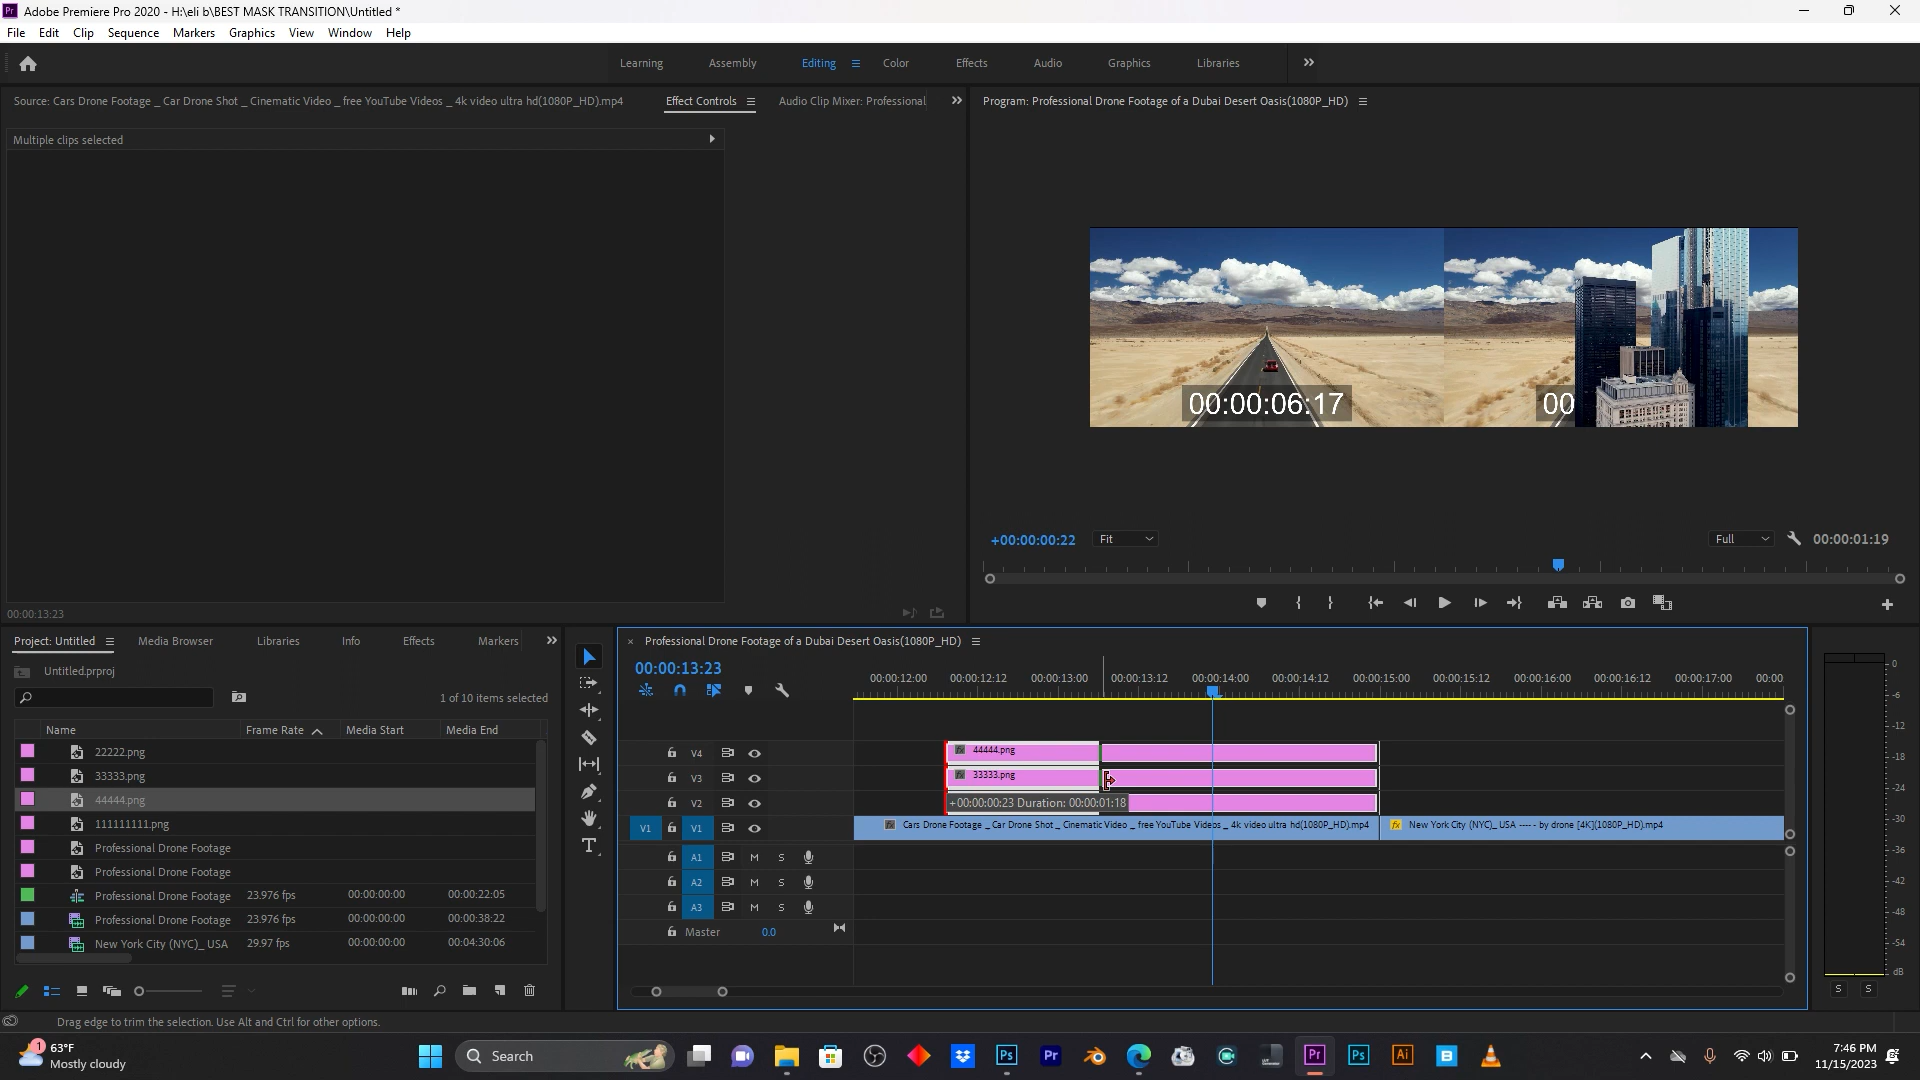 Pr Adobe Premiere Pro 2020 - H:\eli b\BEST MASK TRANSITION\Untitled *
File Edit Clip Sequence Markers Graphics View Window Help
Learning Assembly Editing Color Effects Audio Graphics Libraries
Source: Cars Drone Footage _ Car Drone Shot _ Cinematic Video _ free YouTube Videos _ 4k video ultra hd(1080P_HD).mp4 Effect Controls Audio Clip Mixer: Professional
Program: Professional Drone Footage of a Dubai Desert Oasis(1080P_HD)
Multiple clips selected
00:00:06:17 00
+00:00:00:22 Fit Full 00:00:01:19
00:00:13:23
Project: Untitled Media Browser Libraries Info Effects Markers
Untitled.prproj
1 of 10 items selected
Name Frame Rate Media Start Media End
22222.png
33333.png
44444.png
111111111.png
Professional Drone Footage
Professional Drone Footage
Professional Drone Footage 23.976 fps 00:00:00:00 00:00:22:05
Professional Drone Footage 23.976 fps 00:00:00:00 00:00:38:22
New York City (NYC)_ USA 29.97 fps 00:00:00:00 00:04:30:06
× Professional Drone Footage of a Dubai Desert Oasis(1080P_HD)
00:00:13:23
00:00:12:00 00:00:12:12 00:00:13:00 00:00:13:12 00:00:14:00 00:00:14:12 00:00:15:00 00:00:15:12 00:00:16:00 00:00:16:12 00:00:17:00 00:00
V4 fx 44444.png
V3 fx 33333.png
V2 +00:00:00:23 Duration: 00:00:01:18
V1 V1 fx Cars Drone Footage _ Car Drone Shot _ Cinematic Video _ free YouTube Videos _ 4k video ultra hd(1080P_HD).mp4 fx New York City (NYC)_ USA ---- - by drone [4K](1080P_HD).mp4
A1 M S
A2 M S
A3 M S
Master 0.0
0
-6
-12
-18
-24
-30
-36
-42
-48
-54
dB
S S
Drag edge to trim the selection. Use Alt and Ctrl for other options.
1
63°F
Mostly cloudy
Search
Ps Pr Pr Ps Ai B
7:46 PM
11/15/2023